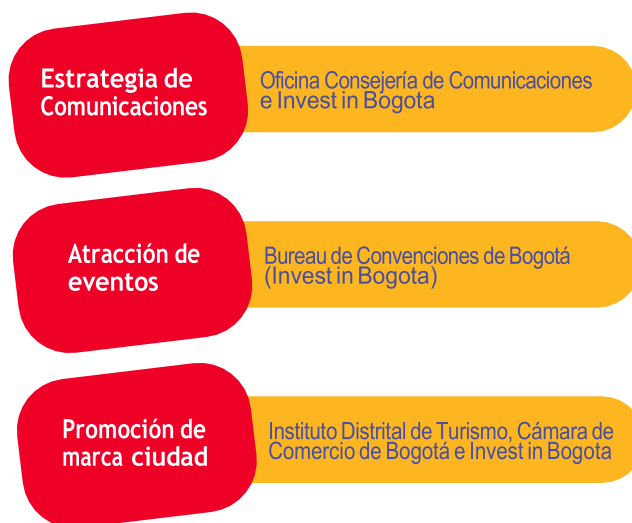 Estrategia de
Comunicaciones
Oficina Consejería de Comunicaciones
e Invest in Bogota
Atracción de
eventos
Bureau de Convenciones de Bogotá
(Invest in Bogota)
Promoción de
marca ciudad
Instituto Distrital de Turismo, Cámara de
Comercio de Bogotá e Invest in Bogota